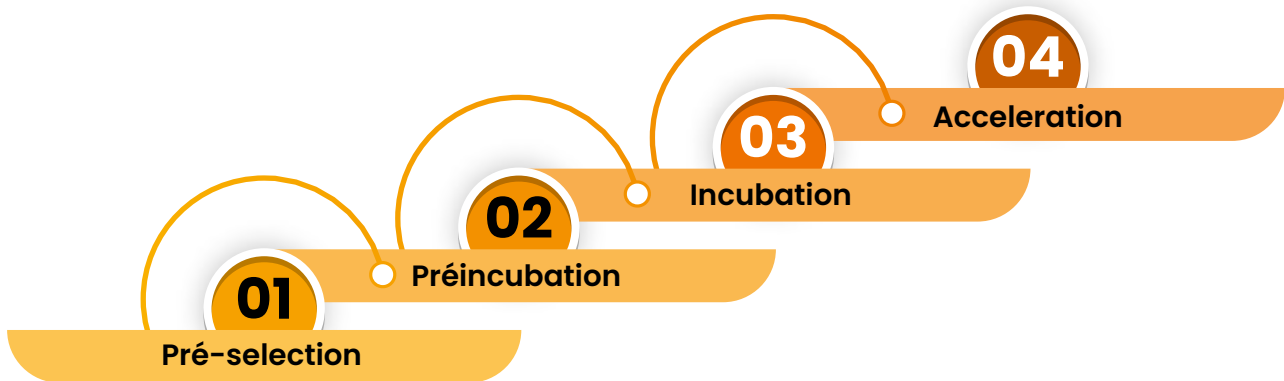 01
Pré-selection
02
Préincubation
03
Incubation
04
Acceleration